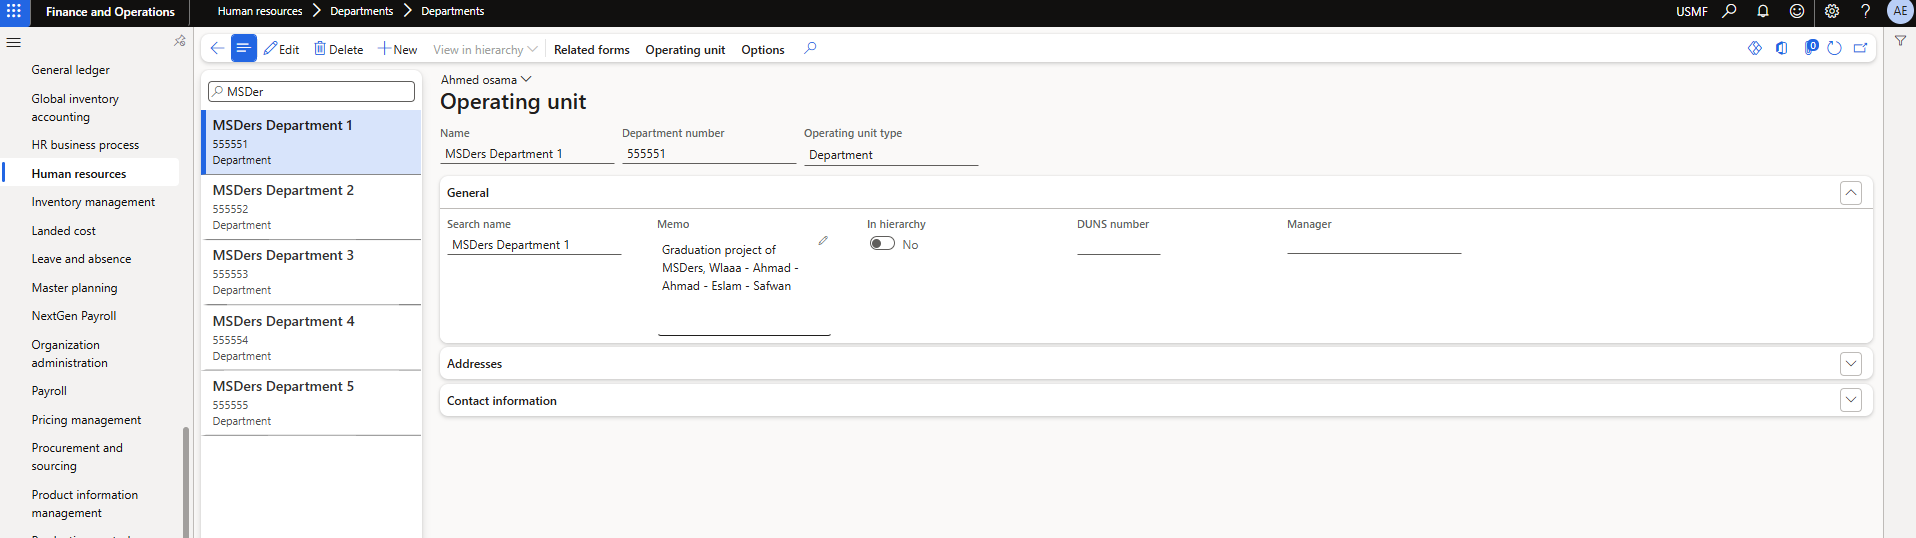 Finance and Operations
Human resources > Departments > Departments
USMF
?
AE
General ledger
Global inventory
accounting
HR business process
Human resources
Inventory management
Landed cost
Leave and absence
Master planning
NextGen Payroll
Organization
administration
Payroll
Pricing management
Procurement and
sourcing
Product information
management
Edit
Delete
New
View in hierarchy
Related forms
Operating unit
Options
0
MSDer
MSDers Department 1
555551
Department
MSDers Department 2
555552
Department
MSDers Department 3
555553
Department
MSDers Department 4
555554
Department
MSDers Department 5
555555
Department
Ahmed osama
Operating unit
Name
MSDers Department 1
Department number
555551
Operating unit type
Department
General
Search name
MSDers Department 1
Memo
Graduation project of
MSDers, Wlaaa - Ahmad -
Ahmad - Eslam - Safwan
In hierarchy
No
DUNS number
Manager
Addresses
Contact information